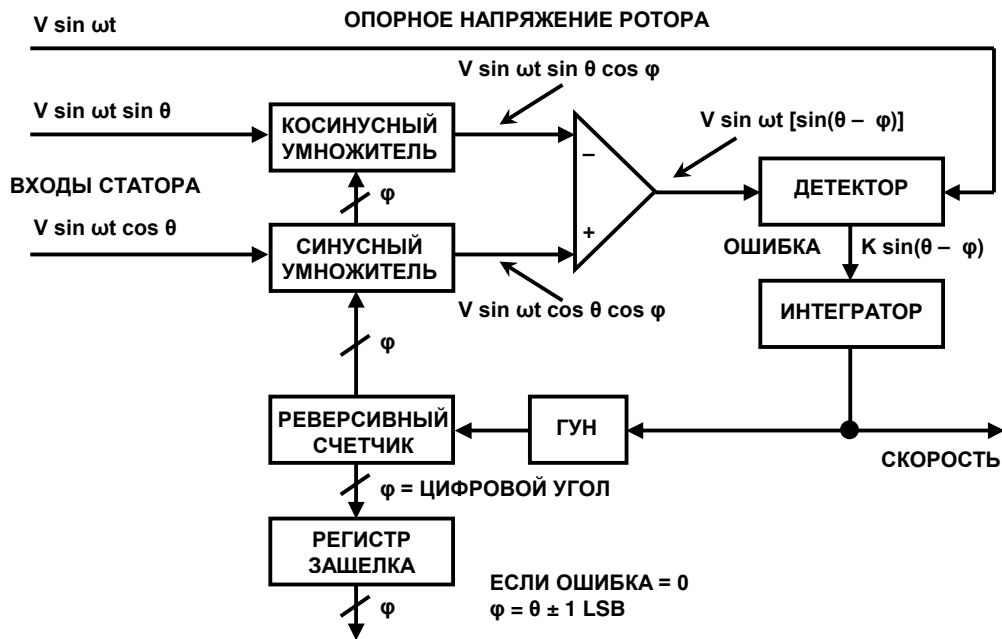 V sin ωt
ОПОРНОЕ НАПРЯЖЕНИЕ РОТОРА
V sin ωt sin θ cos φ
V sin ωt sin θ
КОСИНУСНЫЙ
УМНОЖИТЕЛЬ
V sin ωt [sin(θ – φ)]
–
ВХОДЫ СТАТОРА
φ
ДЕТЕКТОР
V sin ωt cos θ
СИНУСНЫЙ
УМНОЖИТЕЛЬ
+
ОШИБКА
K sin(θ – φ)
V sin ωt cos θ cos φ
ИНТЕГРАТОР
φ
РЕВЕРСИВНЫЙ
СЧЕТЧИК
ГУН
СКОРОСТЬ
φ = ЦИФРОВОЙ УГОЛ
РЕГИСТР
ЗАЩЕЛКА
ЕСЛИ ОШИБКА = 0
φ = θ ± 1 LSB
φ